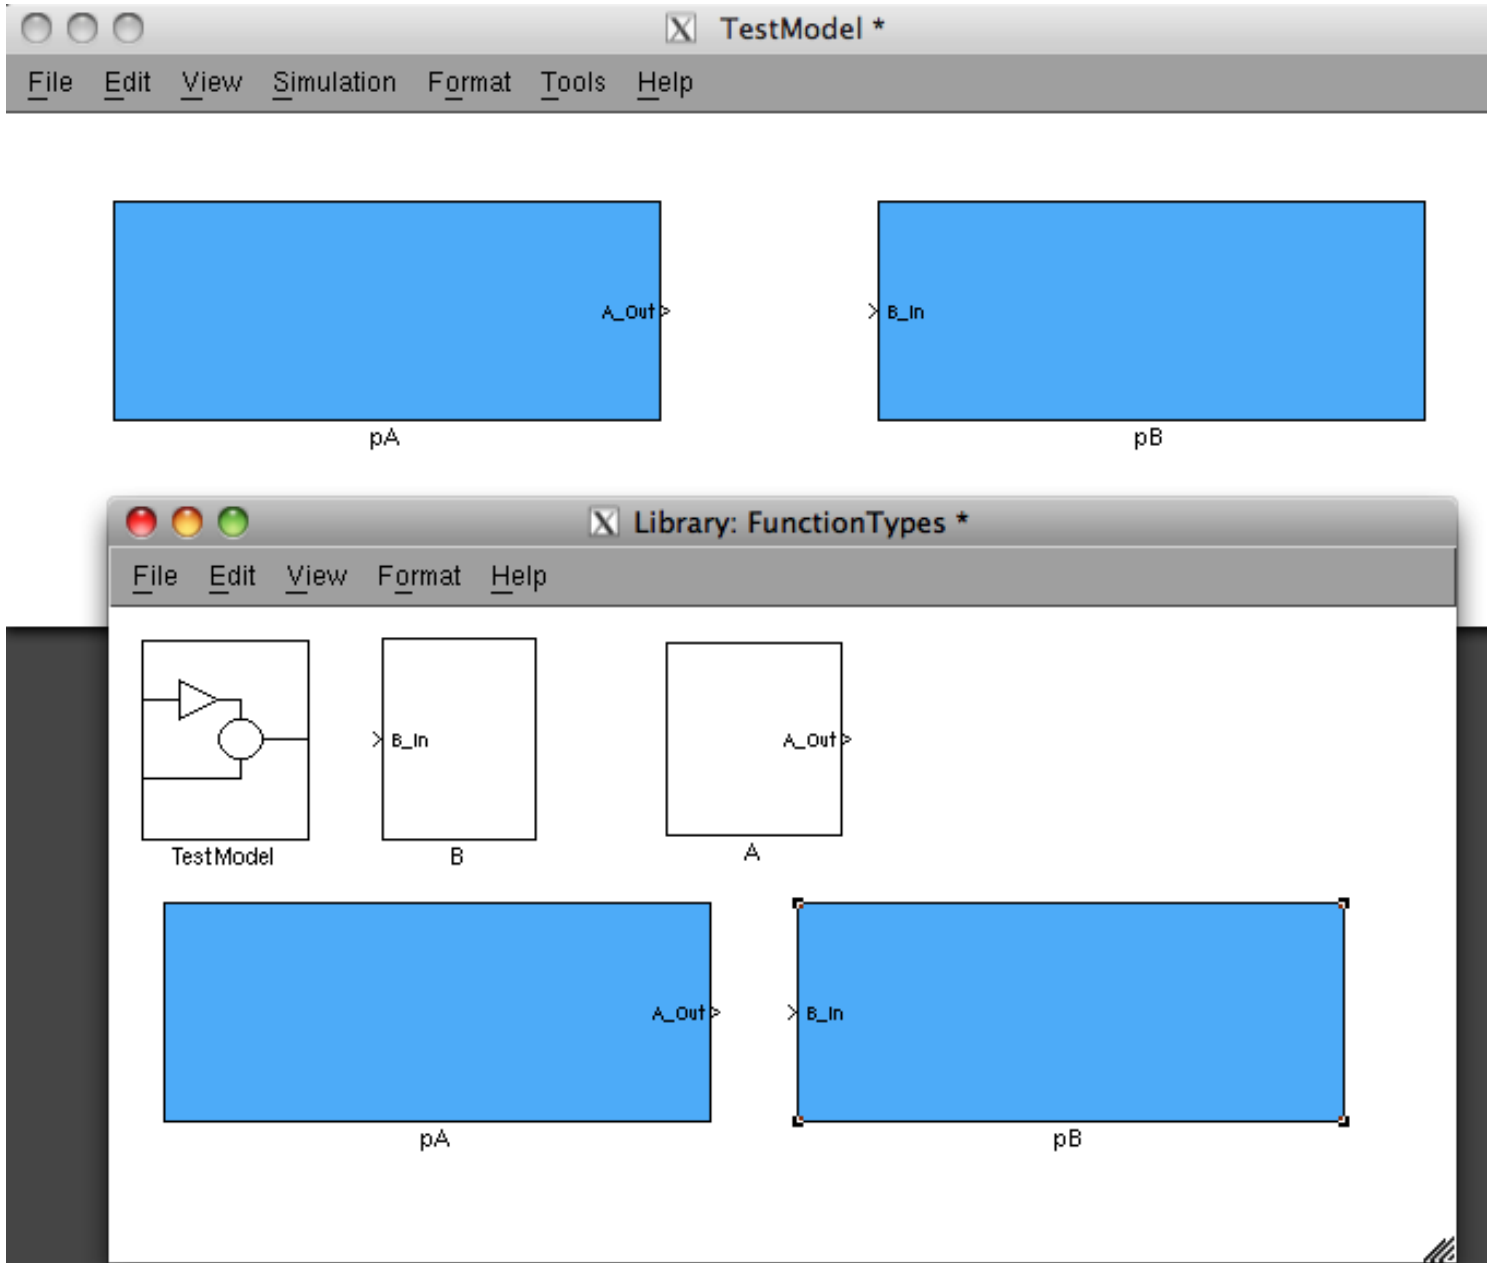 TestModel *
File Edit View Simulation Format Tools Help
A_Out B_In
pA pB
Library: FunctionTypes *
File Edit View Format Help
B_In A_Out
TestModel B A
A_Out B_In
pA pB